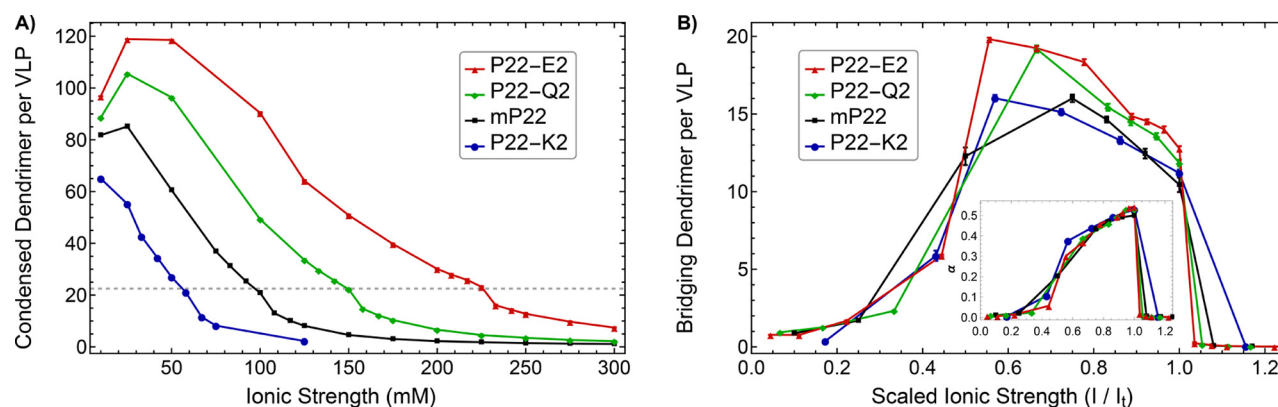 A)
Condensed Dendrimer per VLP
120
100
80
60
40
20
0
P22−E2
P22−Q2
mP22
P22−K2
50
100
150
200
250
300
Ionic Strength (mM)
B)
Bridging Dendrimer per VLP
20
15
10
5
0
P22−E2
P22−Q2
mP22
P22−K2
α
0.5
0.4
0.3
0.2
0.1
0.0
0.0
0.2
0.4
0.6
0.8
1.0
1.2
0.0
0.2
0.4
0.6
0.8
1.0
1.2
Scaled Ionic Strength (I / Iₜ)